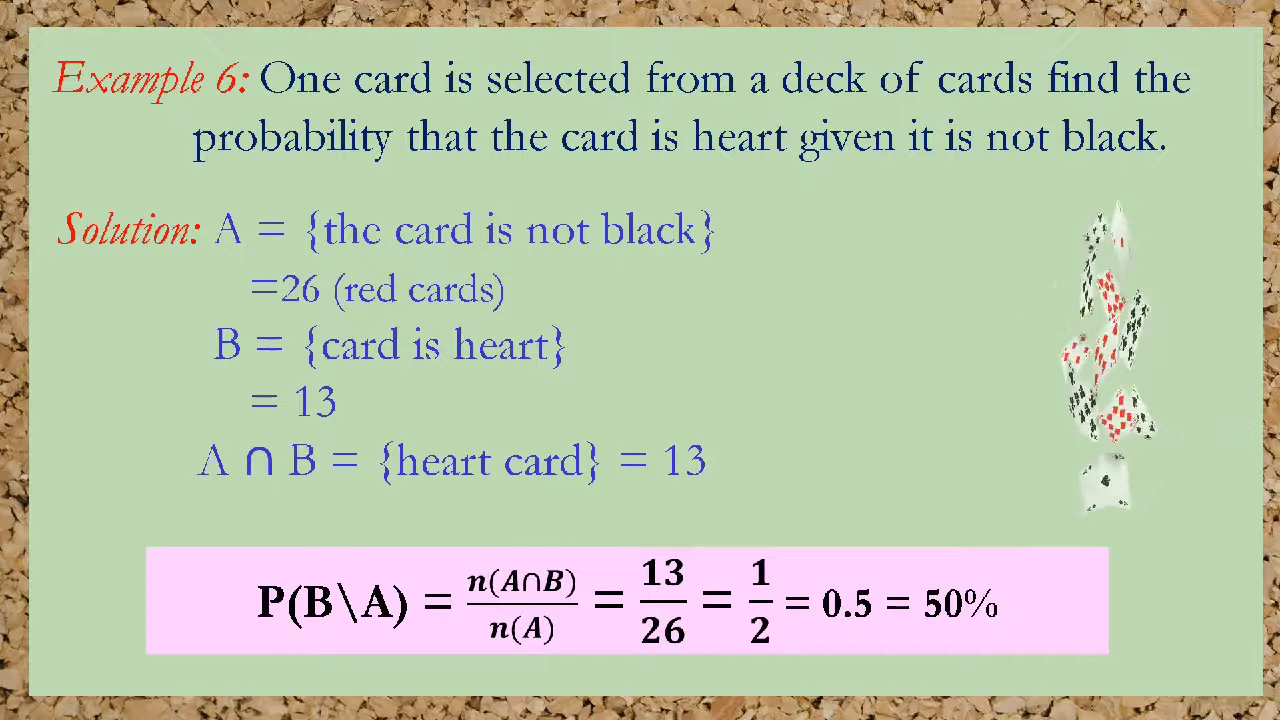 Example 6: One card is selected from a deck of cards find the
probability that the card is heart given it is not black.
Solution: A = {the card is not black}
=26 (red cards)
B = {card is heart}
= 13
A ∩ B = {heart card} = 13
P(B\A) = n(A∩B)/n(A) = 13/26 = 1/2 = 0.5 = 50%